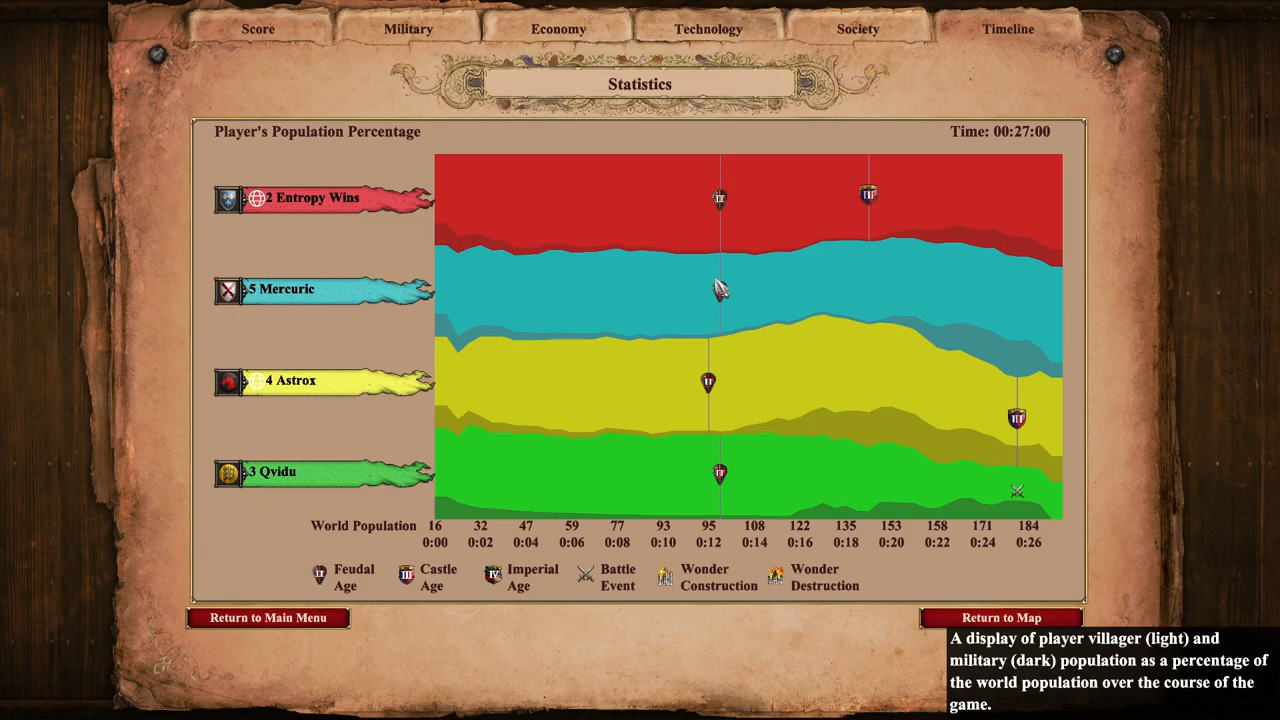 Score Military Economy Technology Society Timeline
Statistics
Player's Population Percentage Time: 00:27:00
2 Entropy Wins
5 Mercuric
4 Astrox
3 Qvidu
World Population 16 32 47 59 77 93 95 108 122 135 153 158 171 184
0:00 0:02 0:04 0:06 0:08 0:10 0:12 0:14 0:16 0:18 0:20 0:22 0:24 0:26
II Feudal Age
III Castle Age
IV Imperial Age
Battle Event
Wonder Construction
Wonder Destruction
Return to Main Menu Return to Map
A display of player villager (light) and
military (dark) population as a percentage of
the world population over the course of the
game.